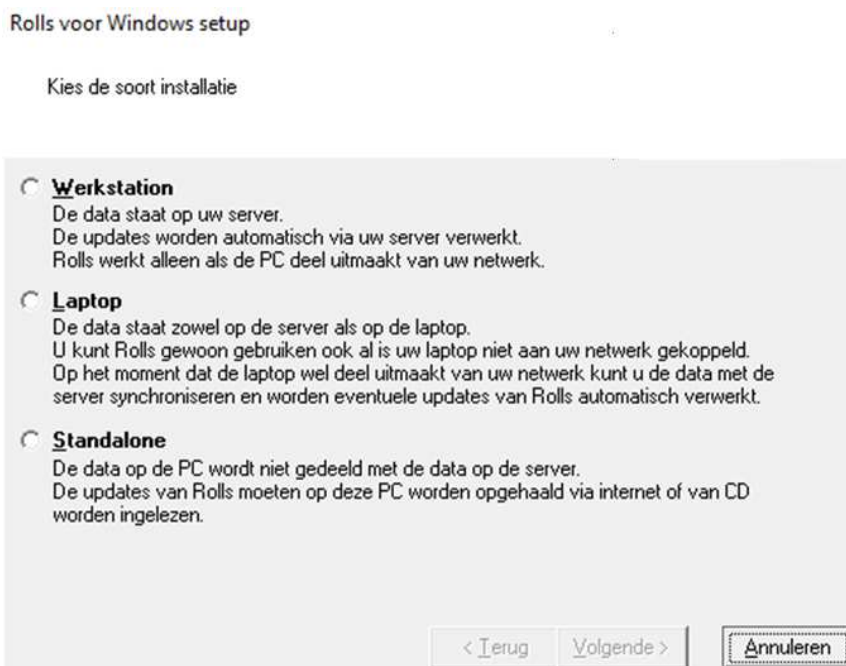 Rolls voor Windows setup
Kies de soort installatie
Werkstation
De data staat op uw server.
De updates worden automatisch via uw server verwerkt.
Rolls werkt alleen als de PC deel uitmaakt van uw netwerk.
Laptop
De data staat zowel op de server als op de laptop.
U kunt Rolls gewoon gebruiken ook al is uw laptop niet aan uw netwerk gekoppeld.
Op het moment dat de laptop wel deel uitmaakt van uw netwerk kunt u de data met de
server synchroniseren en worden eventuele updates van Rolls automatisch verwerkt.
Standalone
De data op de PC wordt niet gedeeld met de data op de server.
De updates van Rolls moeten op deze PC worden opgehaald via internet of van CD
worden ingelezen.
< Terug Volgende > Annuleren